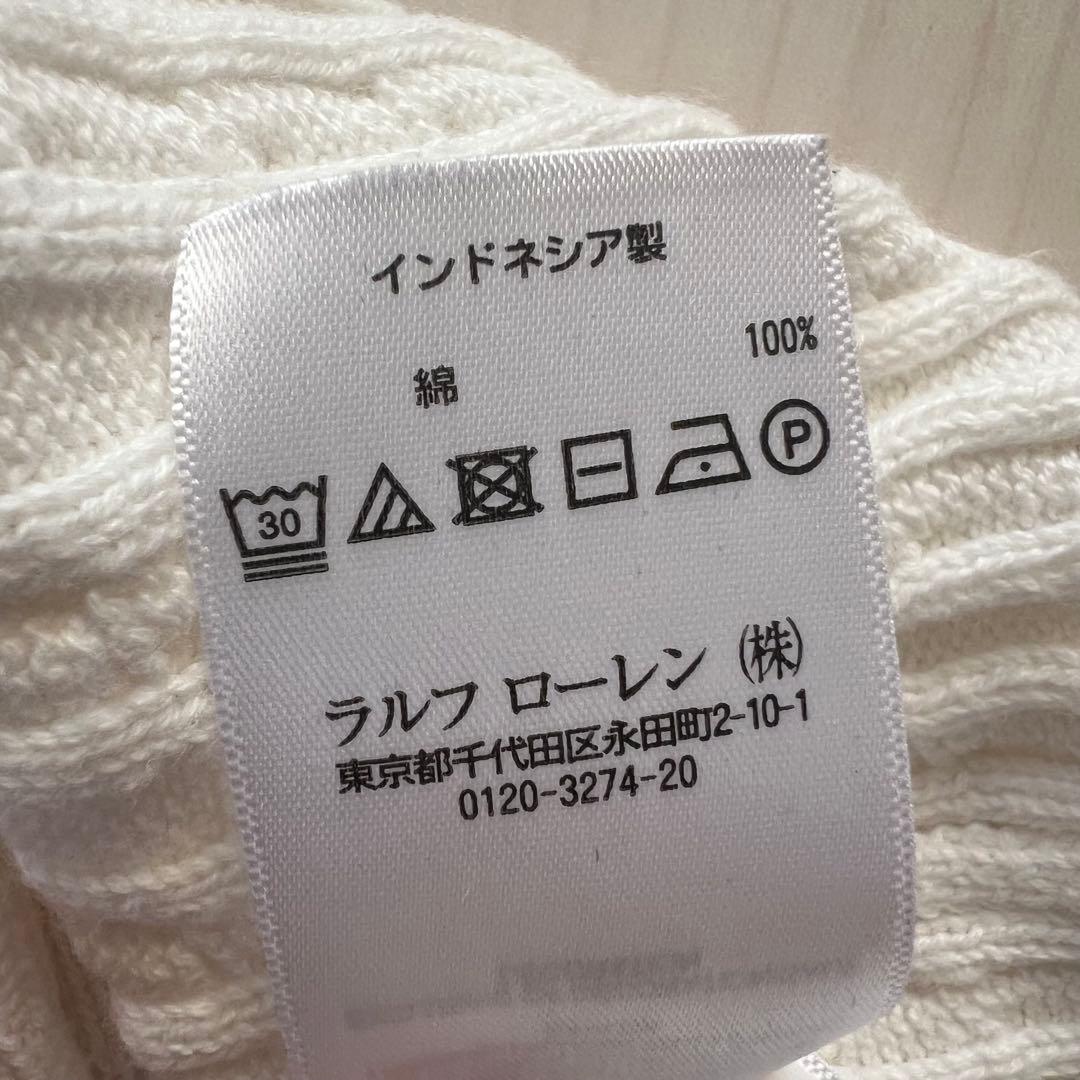 インドネシア製
綿 100%
30 P
ラルフ ローレン ㈱
東京都千代田区永田町2-10-1
0120-3274-20